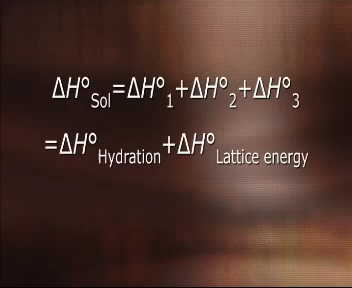 ΔH°Sol=ΔH°1+ΔH°2+ΔH°3
=ΔH°Hydration+ΔH°Lattice energy